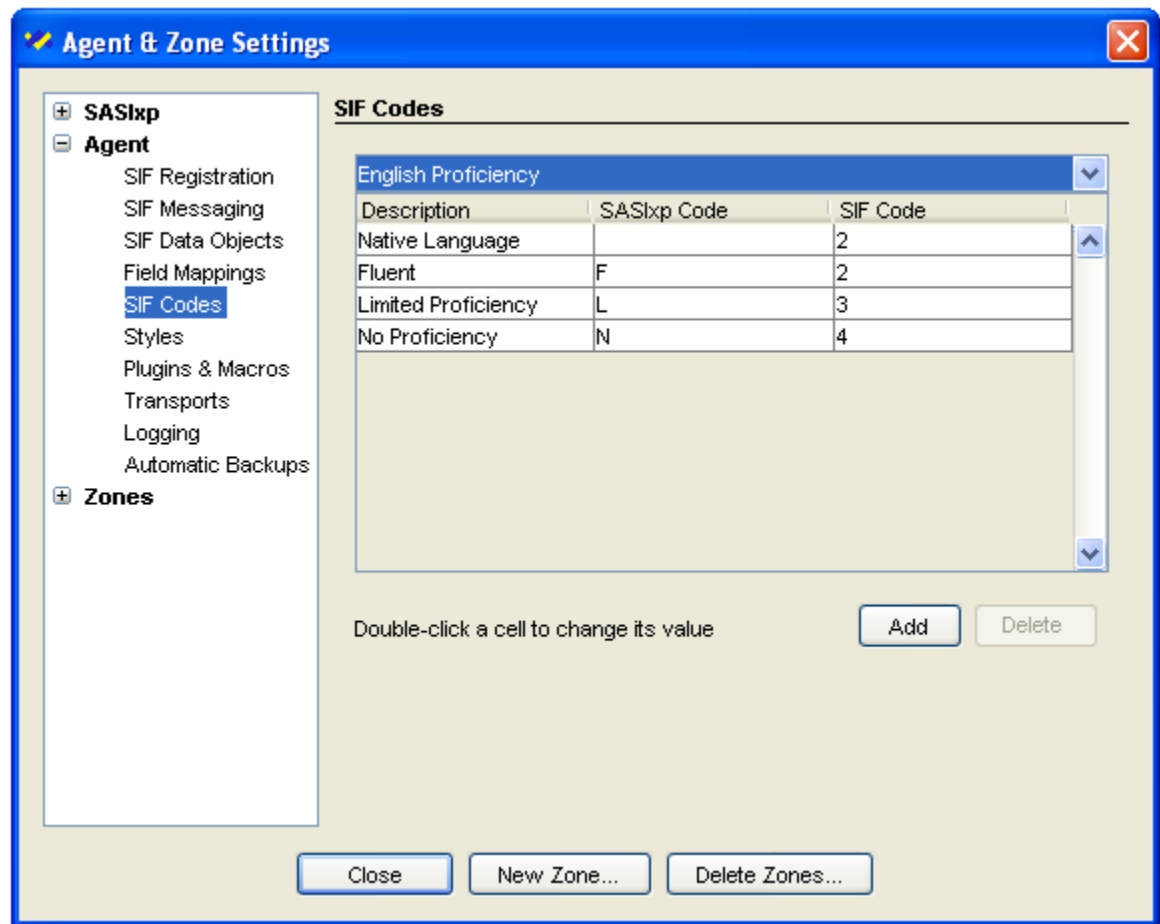 Agent & Zone Settings
SASIxp
Agent
SIF Registration
SIF Messaging
SIF Data Objects
Field Mappings
SIF Codes
Styles
Plugins & Macros
Transports
Logging
Automatic Backups
Zones
SIF Codes
English Proficiency
Description SASIxp Code SIF Code
Native Language 2
Fluent F 2
Limited Proficiency L 3
No Proficiency N 4
Double-click a cell to change its value
Add Delete
Close New Zone... Delete Zones...